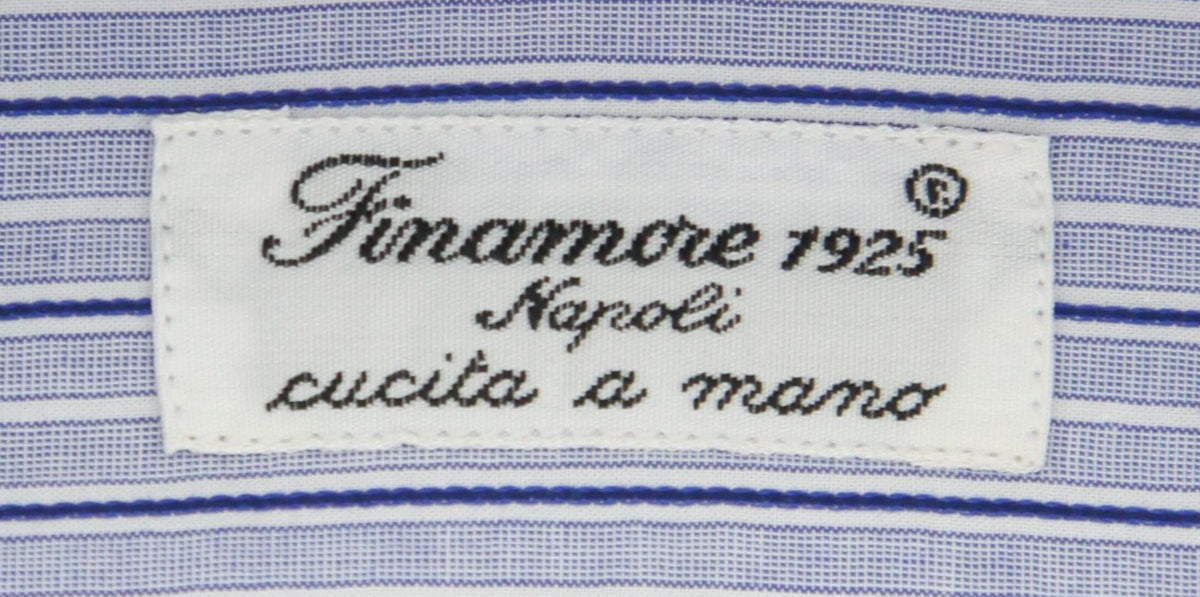 Finamore 1925 ®
Napoli
cucita a mano